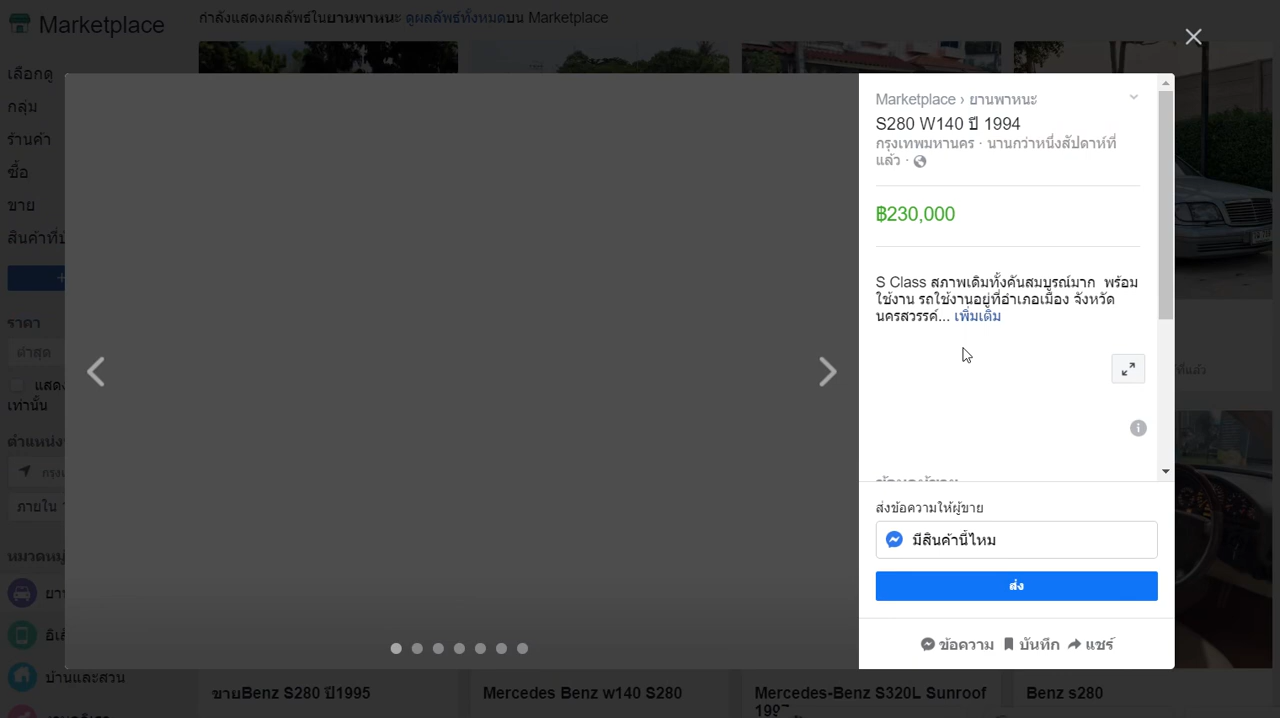 Marketplace
กำลังแสดงผลลัพธ์ในยานพาหนะ ดูผลลัพธ์ทั้งหมดบน Marketplace
เลือกดู
กลุ่ม
ร้านค้า
ซื้อ
ขาย
ราคา
ต่ำสุด
เท่านั้น
ภายใน
บ้านและสวน
Marketplace › ยานพาหนะ
S280 W140 ปี 1994
กรุงเทพมหานคร · นานกว่าหนึ่งสัปดาห์ที่
แล้ว ·
฿230,000
S Class สภาพเดิมทั้งคันสมบูรณ์มาก พร้อม
ใช้งาน รถใช้งานอยู่ที่อำเภอเมือง จังหวัด
นครสวรรค์... เพิ่มเติม
ที่แล้ว
ส่งข้อความให้ผู้ขาย
มีสินค้านี้ไหม
ส่ง
ข้อความ บันทึก แชร์
ขายBenz S280 ปี1995
Mercedes Benz w140 S280
Mercedes-Benz S320L Sunroof
Benz s280